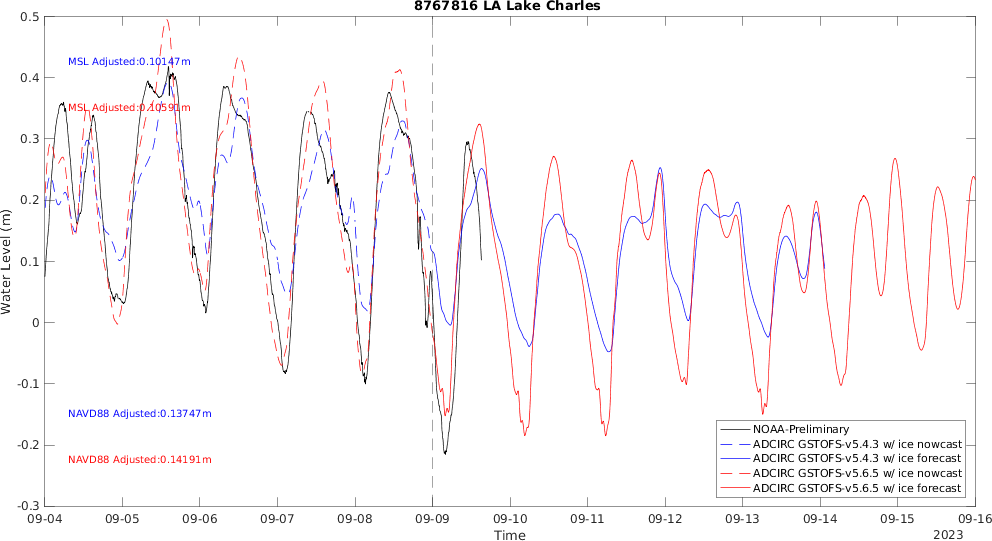 8767816 LA Lake Charles
0.5
0.4
0.3
0.2
0.1
0
-0.1
-0.2
-0.3
Water Level (m)
MSL Adjusted:0.10147m
MSL Adjusted:0.10591m
NAVD88 Adjusted:0.13747m
NAVD88 Adjusted:0.14191m
NOAA-Preliminary
ADCIRC GSTOFS-v5.4.3 w/ ice nowcast
ADCIRC GSTOFS-v5.4.3 w/ ice forecast
ADCIRC GSTOFS-v5.6.5 w/ ice nowcast
ADCIRC GSTOFS-v5.6.5 w/ ice forecast
09-04 09-05 09-06 09-07 09-08 09-09 09-10 09-11 09-12 09-13 09-14 09-15 09-16
Time
2023